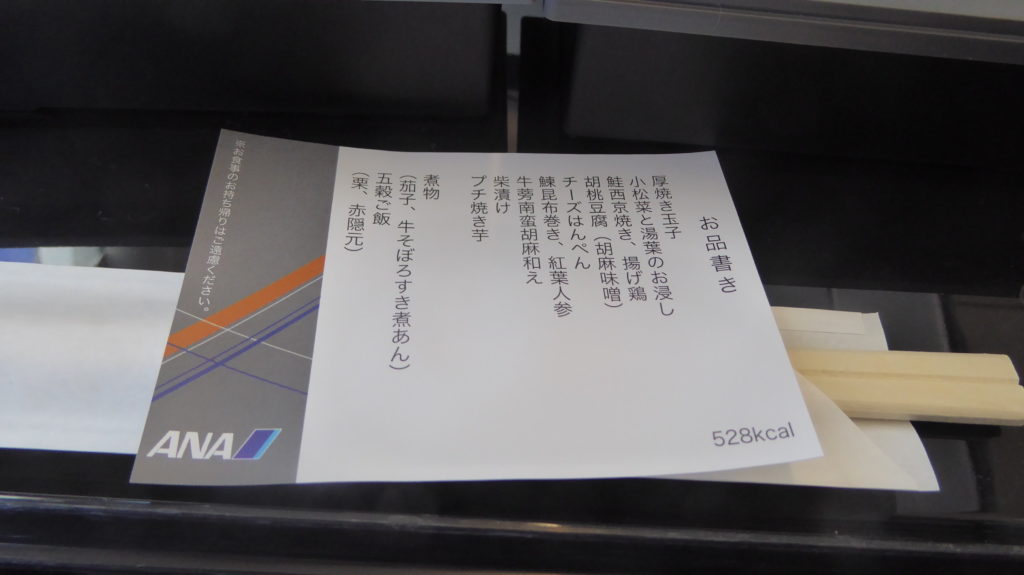 お品書き
厚焼き玉子
小松菜と湯葉のお浸し
鮭西京焼き、揚げ鶏
胡桃豆腐（胡麻味噌）
チーズはんぺん
鰊昆布巻き、紅葉人参
牛蒡南蛮胡麻和え
柴漬け
プチ焼き芋
煮物
（茄子、牛そぼろすき煮あん）
五穀ご飯
（栗、赤隠元）
528kcal
※お食事のお持ち帰りはご遠慮ください。
ANA